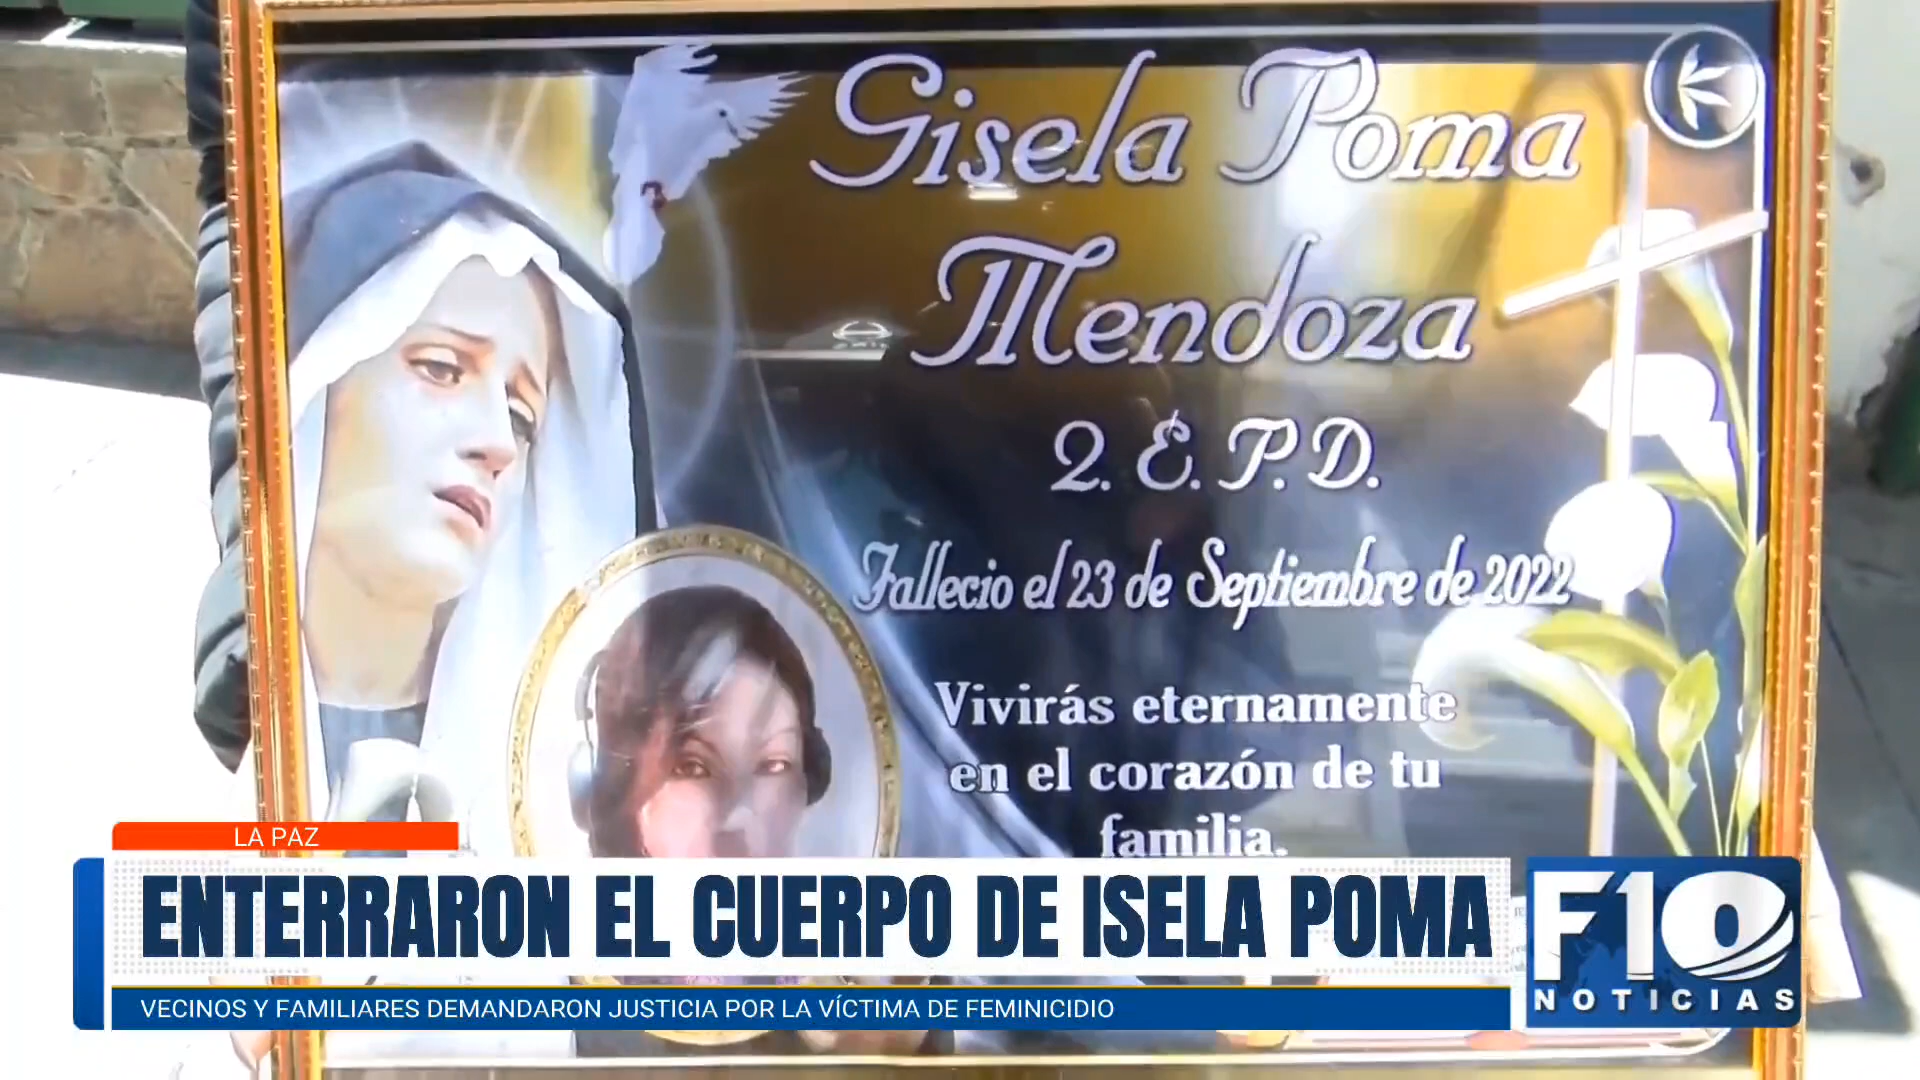 Gisela Poma
Mendoza
Q. E. P. D.
Fallecio el 23 de Septiembre de 2022
Vivirás eternamente
en el corazón de tu
familia.
LA PAZ
ENTERRARON EL CUERPO DE ISELA POMA
VECINOS Y FAMILIARES DEMANDARON JUSTICIA POR LA VÍCTIMA DE FEMINICIDIO
F10
NOTICIAS